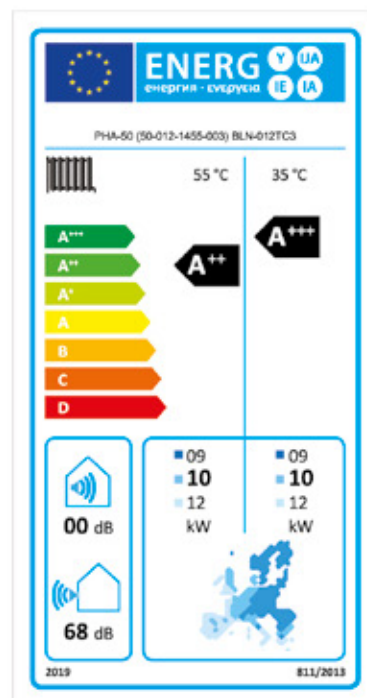 ENERG Y IJA
енергия · ενεργεια IE IA
PHA-50 (50-012-1455-003) BLN-012TC3
55 °C 35 °C
A+++
A+++
A++
A++
A+
A
B
C
D
09 09
10 10
12 12
kW kW
00 dB
68 dB
2019 811/2013